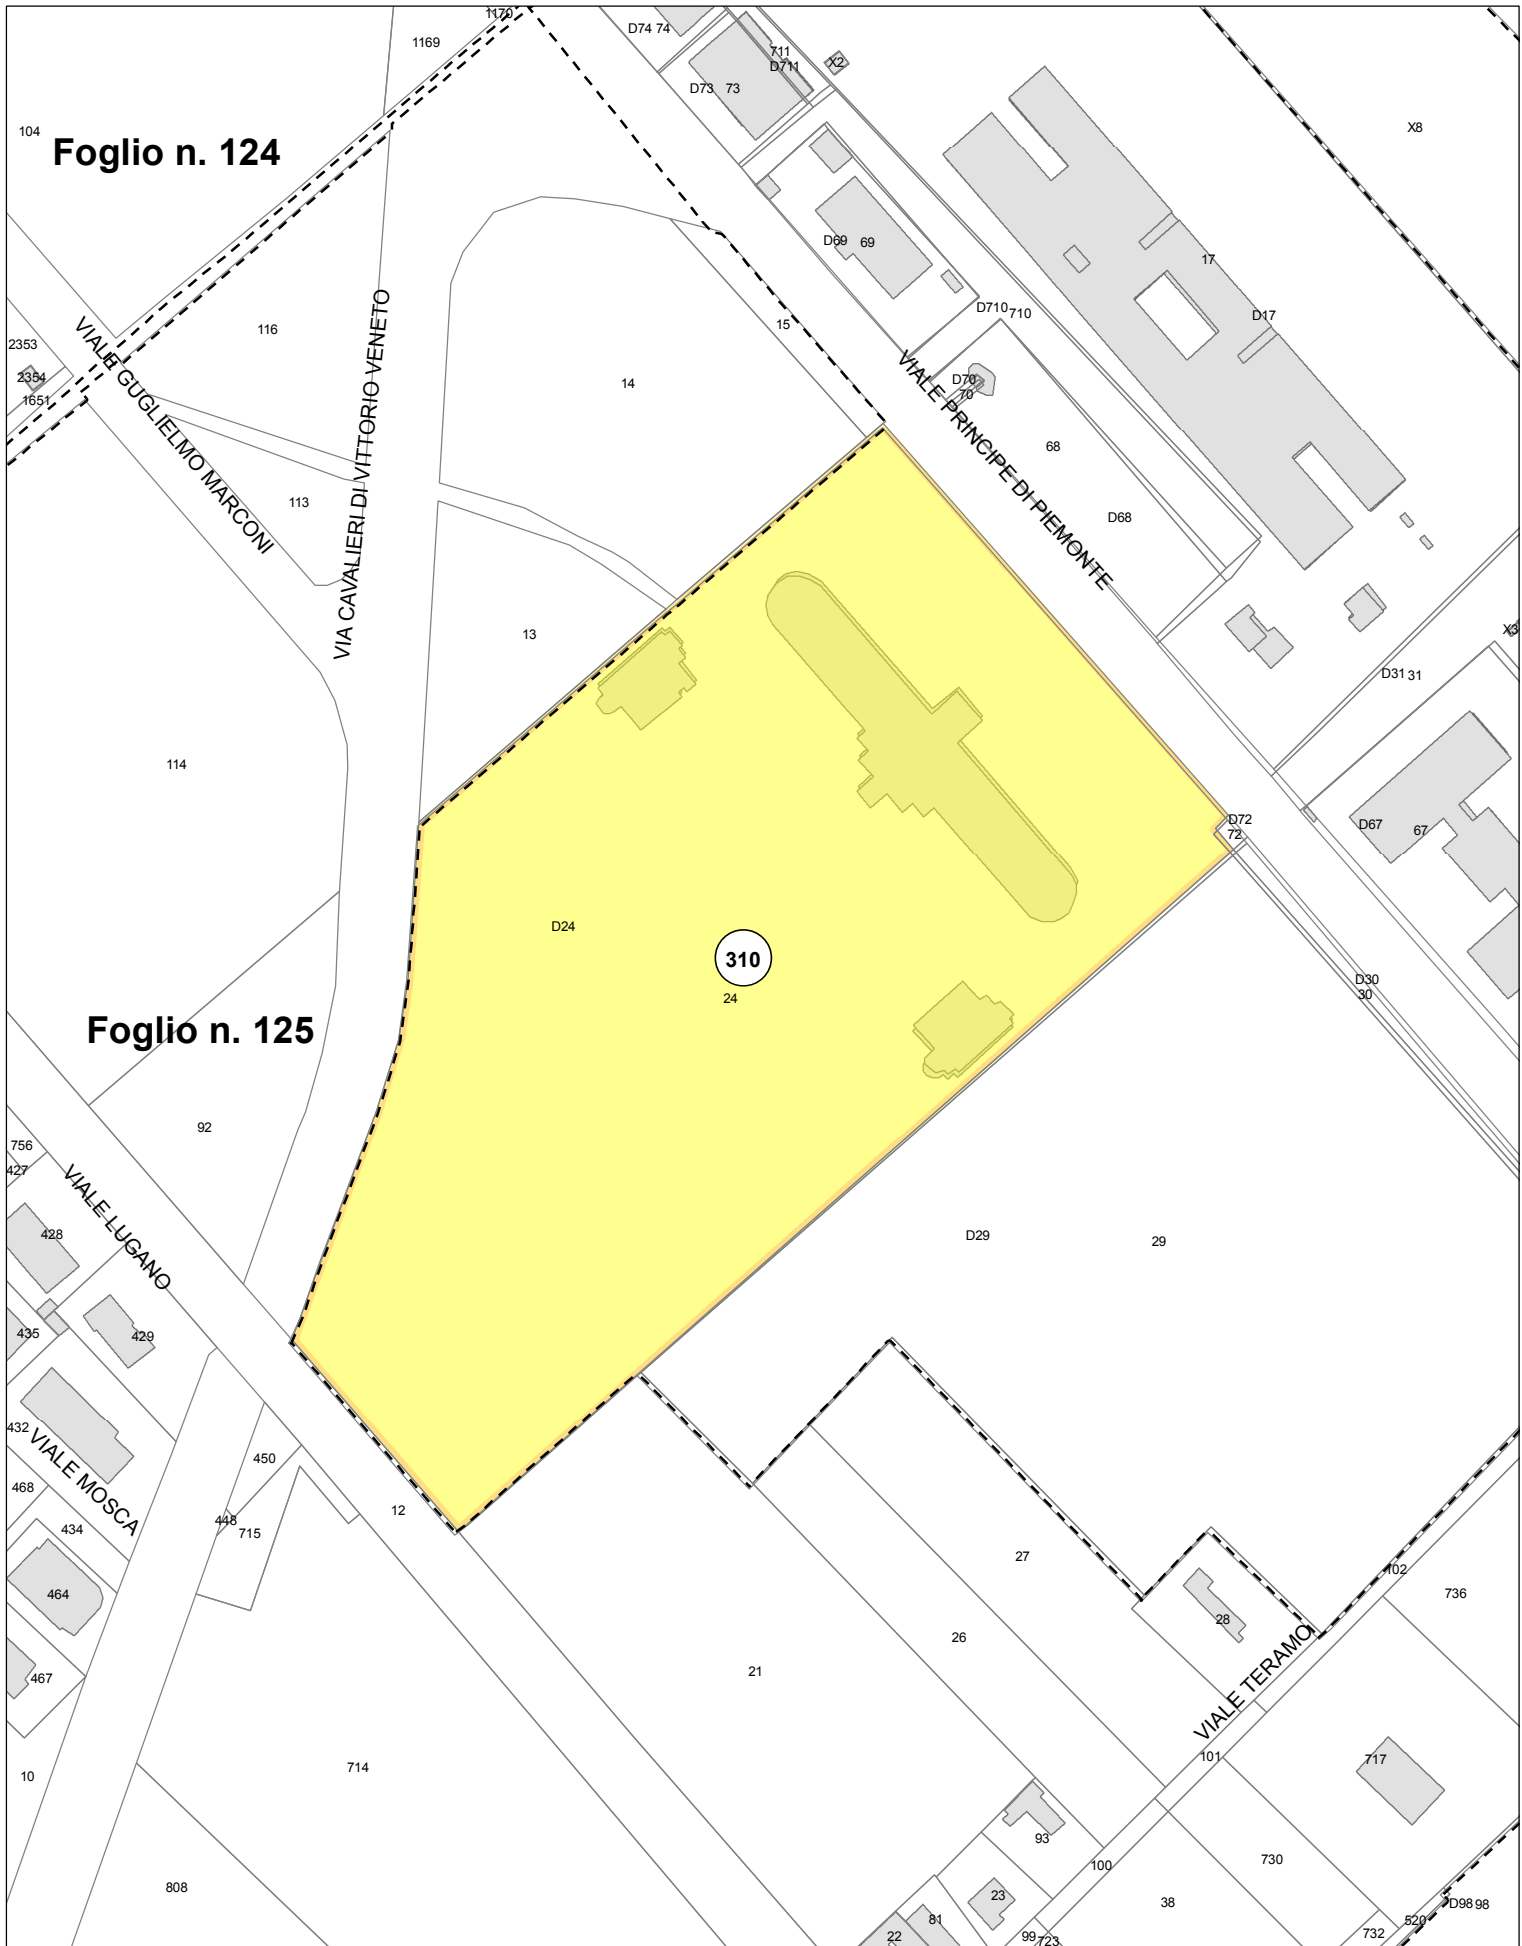 1170
1169
D74 74
711
D711
X2
D73 73
104
Foglio n. 124
X8
D69 69
17
D17
D710 710
15
116
VIALE GUGLIELMO MARCONI
VIA CAVALIERI DI VITTORIO VENETO
2353
2354
1651
14
VIALE PRINCIPE DI PIEMONTE
D70
70
68
D68
113
13
X3
D31 31
114
D72
72
D67 67
D24
310
24
D30
30
Foglio n. 125
92
756
427
VIALE LUGANO
428
D29
29
435
429
432
VIALE MOSCA
450
468
434
448
715
12
27
102
736
464
28
26
21
467
VIALE TERAMO
101
717
10
714
93
730
100
808
23
38
D98 98
81
520
22
99
723
732